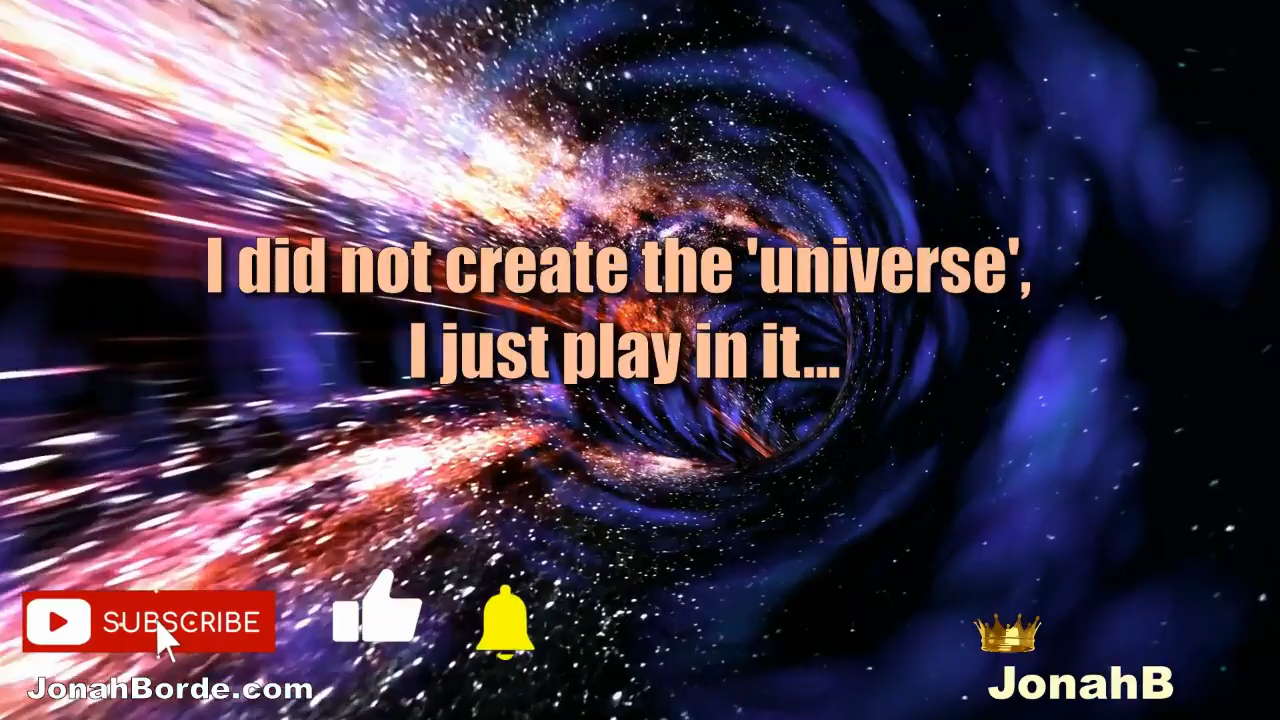 I did not create the 'universe',
I just play in it...
SUBSCRIBE
JonahBorde.com
JonahB